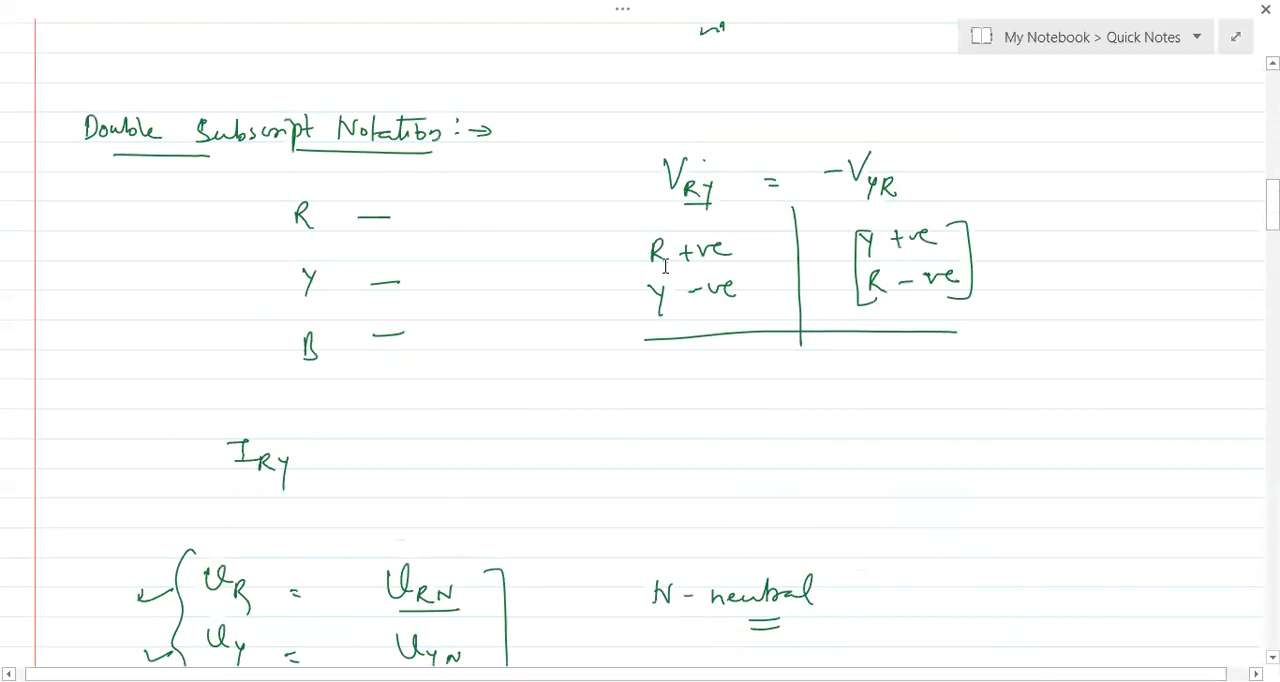 My Notebook > Quick Notes
Double Subscript Notation :→
R —
Y —
B —
V_RY = -V_YR
R +ve
Y -ve
Y +ve
R -ve
I_RY
V_R = V_RN
V_Y = V_YN
N - neutral